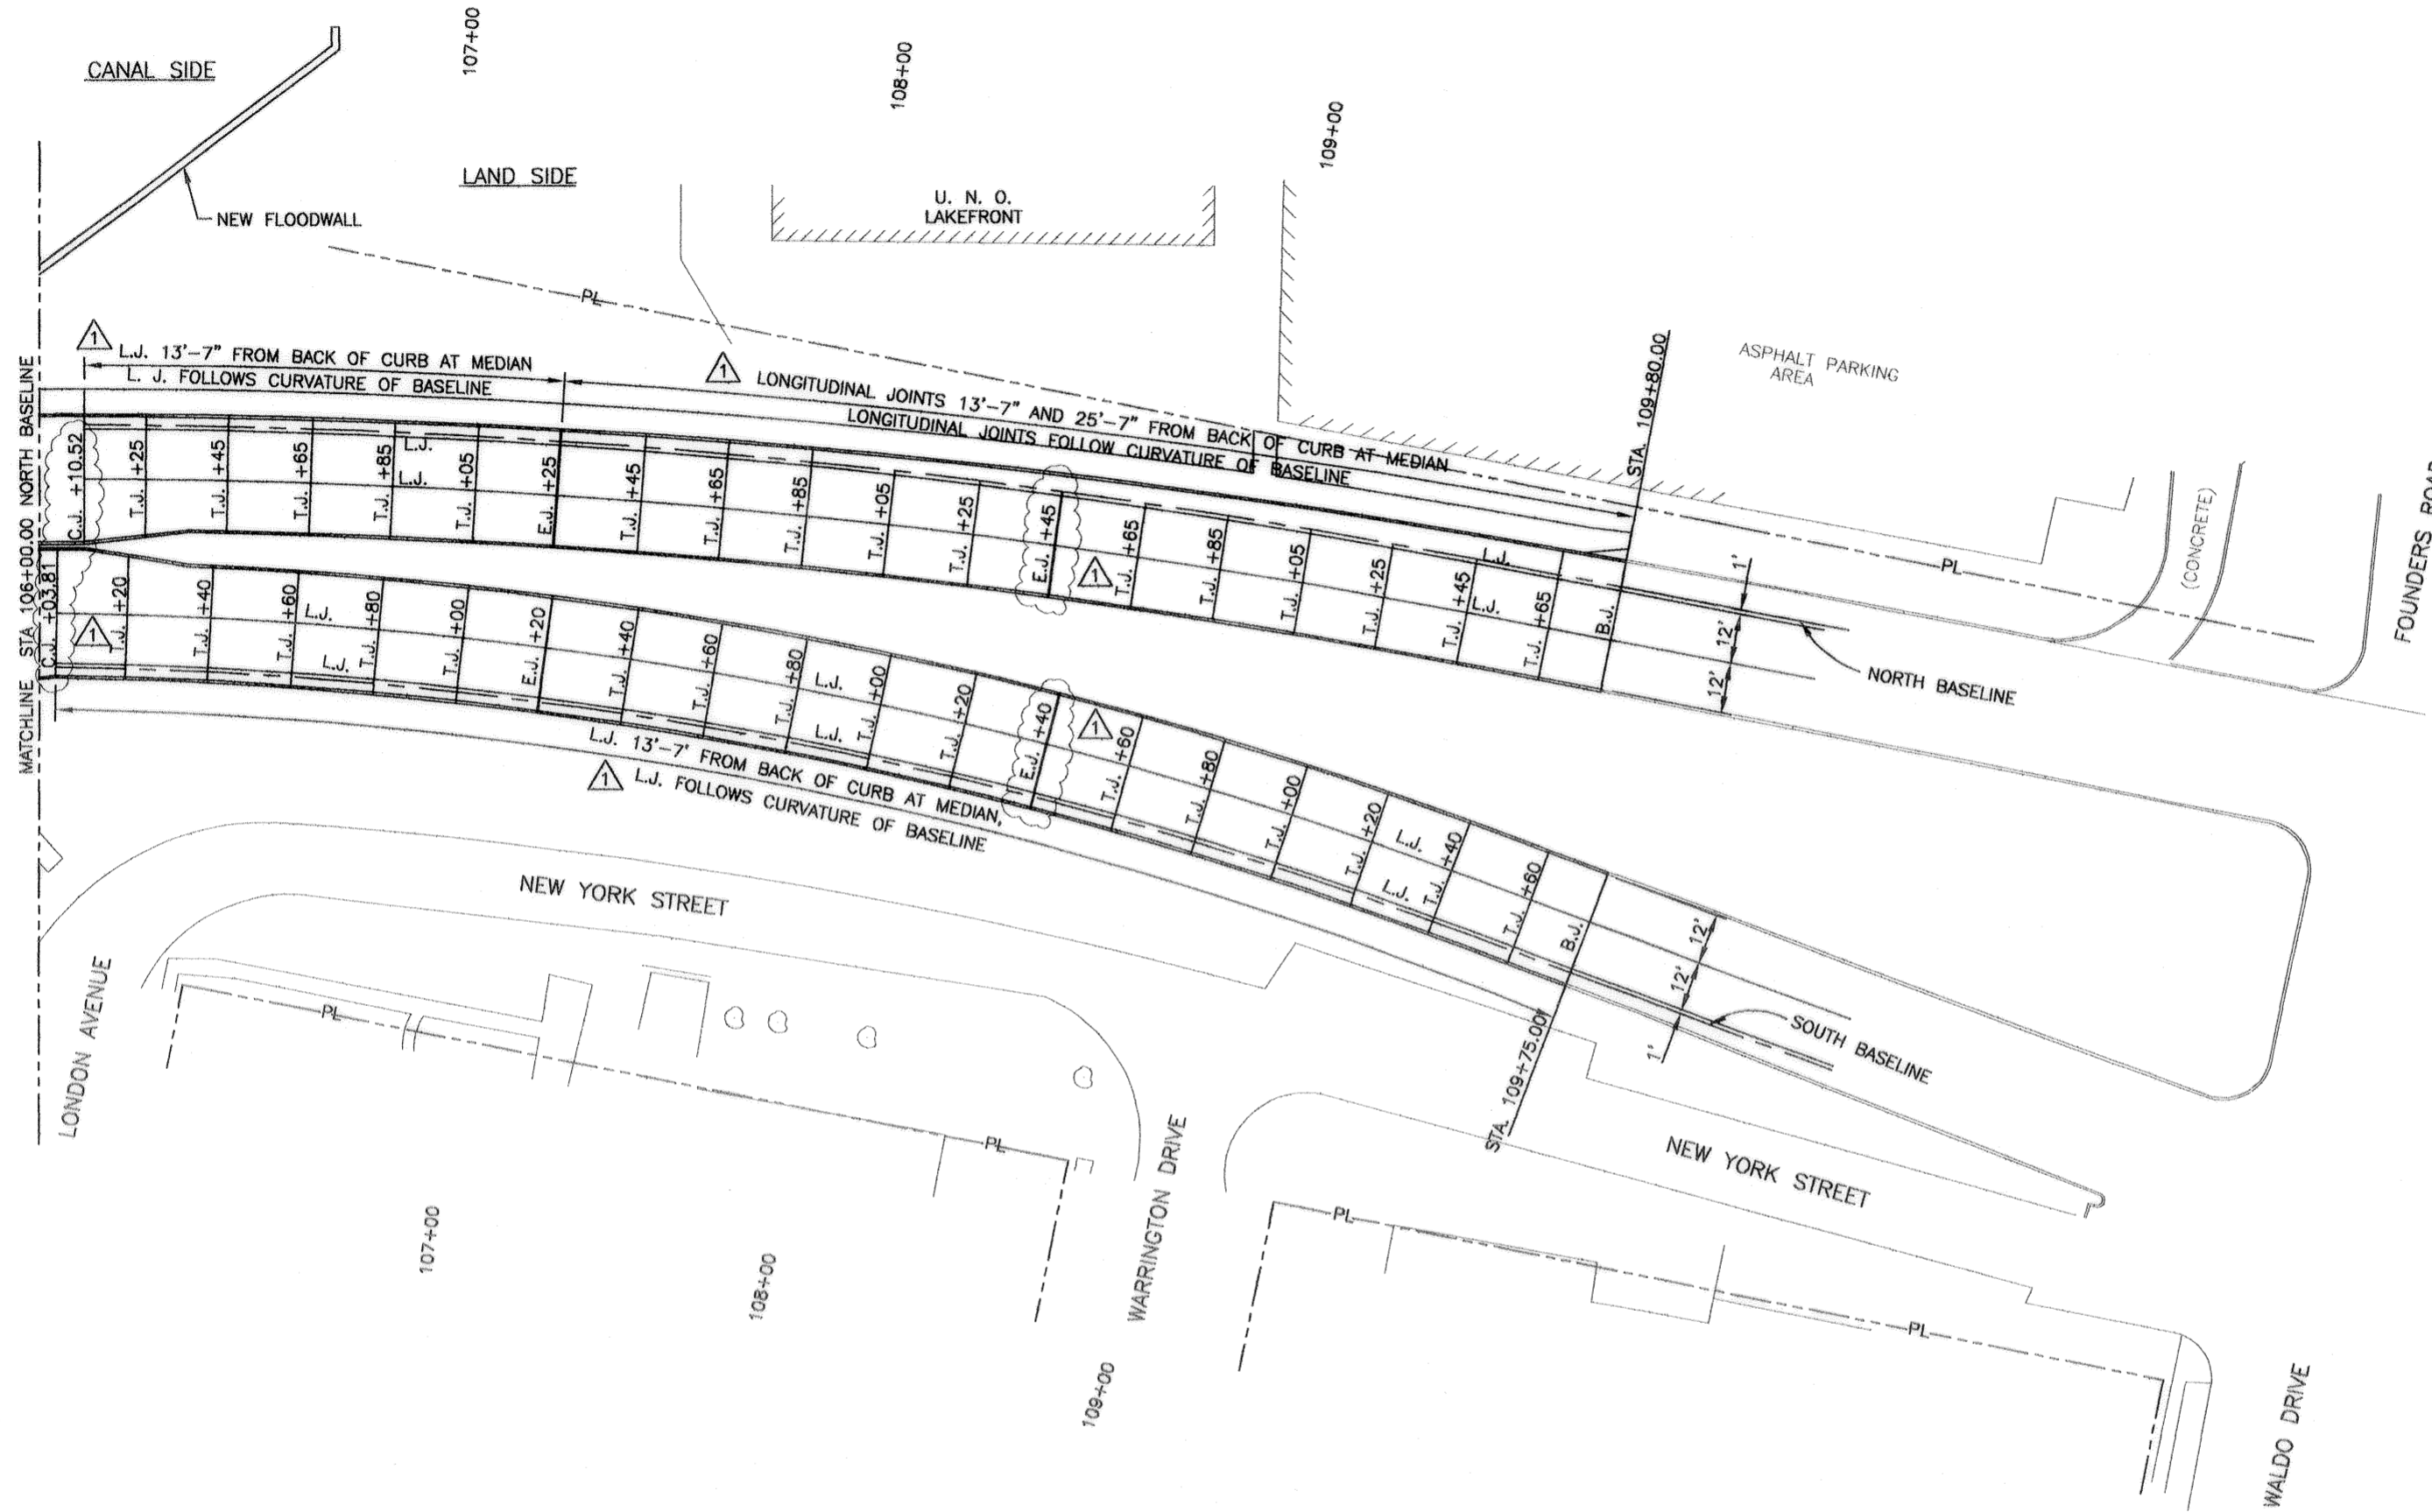 CANAL SIDE
107+00
108+00
109+00
LAND SIDE
NEW FLOODWALL
U. N. O.
LAKEFRONT
PL
1
L.J. 13'-7" FROM BACK OF CURB AT MEDIAN
L. J. FOLLOWS CURVATURE OF BASELINE
1
LONGITUDINAL JOINTS 13'-7" AND 25'-7" FROM BACK OF CURB AT MEDIAN
LONGITUDINAL JOINTS FOLLOW CURVATURE OF BASELINE
STA. 109+80.00
ASPHALT PARKING
AREA
(CONCRETE)
FOUNDERS ROAD
MATCHLINE STA. 106+00.00 NORTH BASELINE
C.J. +10.52
T.J. +25
T.J. +45
T.J. +65
T.J. +85
L.J.
L.J.
T.J. +05
E.J. +25
T.J. +45
T.J. +65
T.J. +85
T.J. +05
T.J. +25
E.J. +45
1
T.J. +65
T.J. +85
T.J. +05
T.J. +25
T.J. +45
L.J.
L.J.
T.J. +65
B.J.
1'
12'
12'
PL
NORTH BASELINE
C.J. +03.81
1
T.J. +20
T.J. +40
T.J. +60
L.J.
L.J.
T.J. +80
T.J. +00
E.J. +20
T.J. +40
T.J. +60
T.J. +80
L.J.
L.J.
T.J. +00
T.J. +20
E.J. +40
1
T.J. +60
T.J. +80
T.J. +00
T.J. +20
L.J.
L.J.
T.J. +40
T.J. +60
B.J.
12'
12'
1'
SOUTH BASELINE
L.J. 13'-7' FROM BACK OF CURB AT MEDIAN,
1
L.J. FOLLOWS CURVATURE OF BASELINE
STA. 109+75.00
NEW YORK STREET
LONDON AVENUE
PL
PL
WARRINGTON DRIVE
NEW YORK STREET
PL
PL
107+00
108+00
109+00
WALDO DRIVE